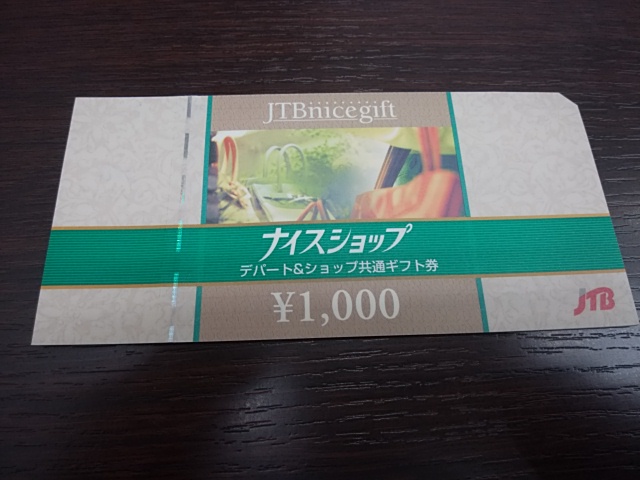 JTBnicegift
ナイスショップ
デパート&ショップ共通ギフト券
¥1,000
JTB